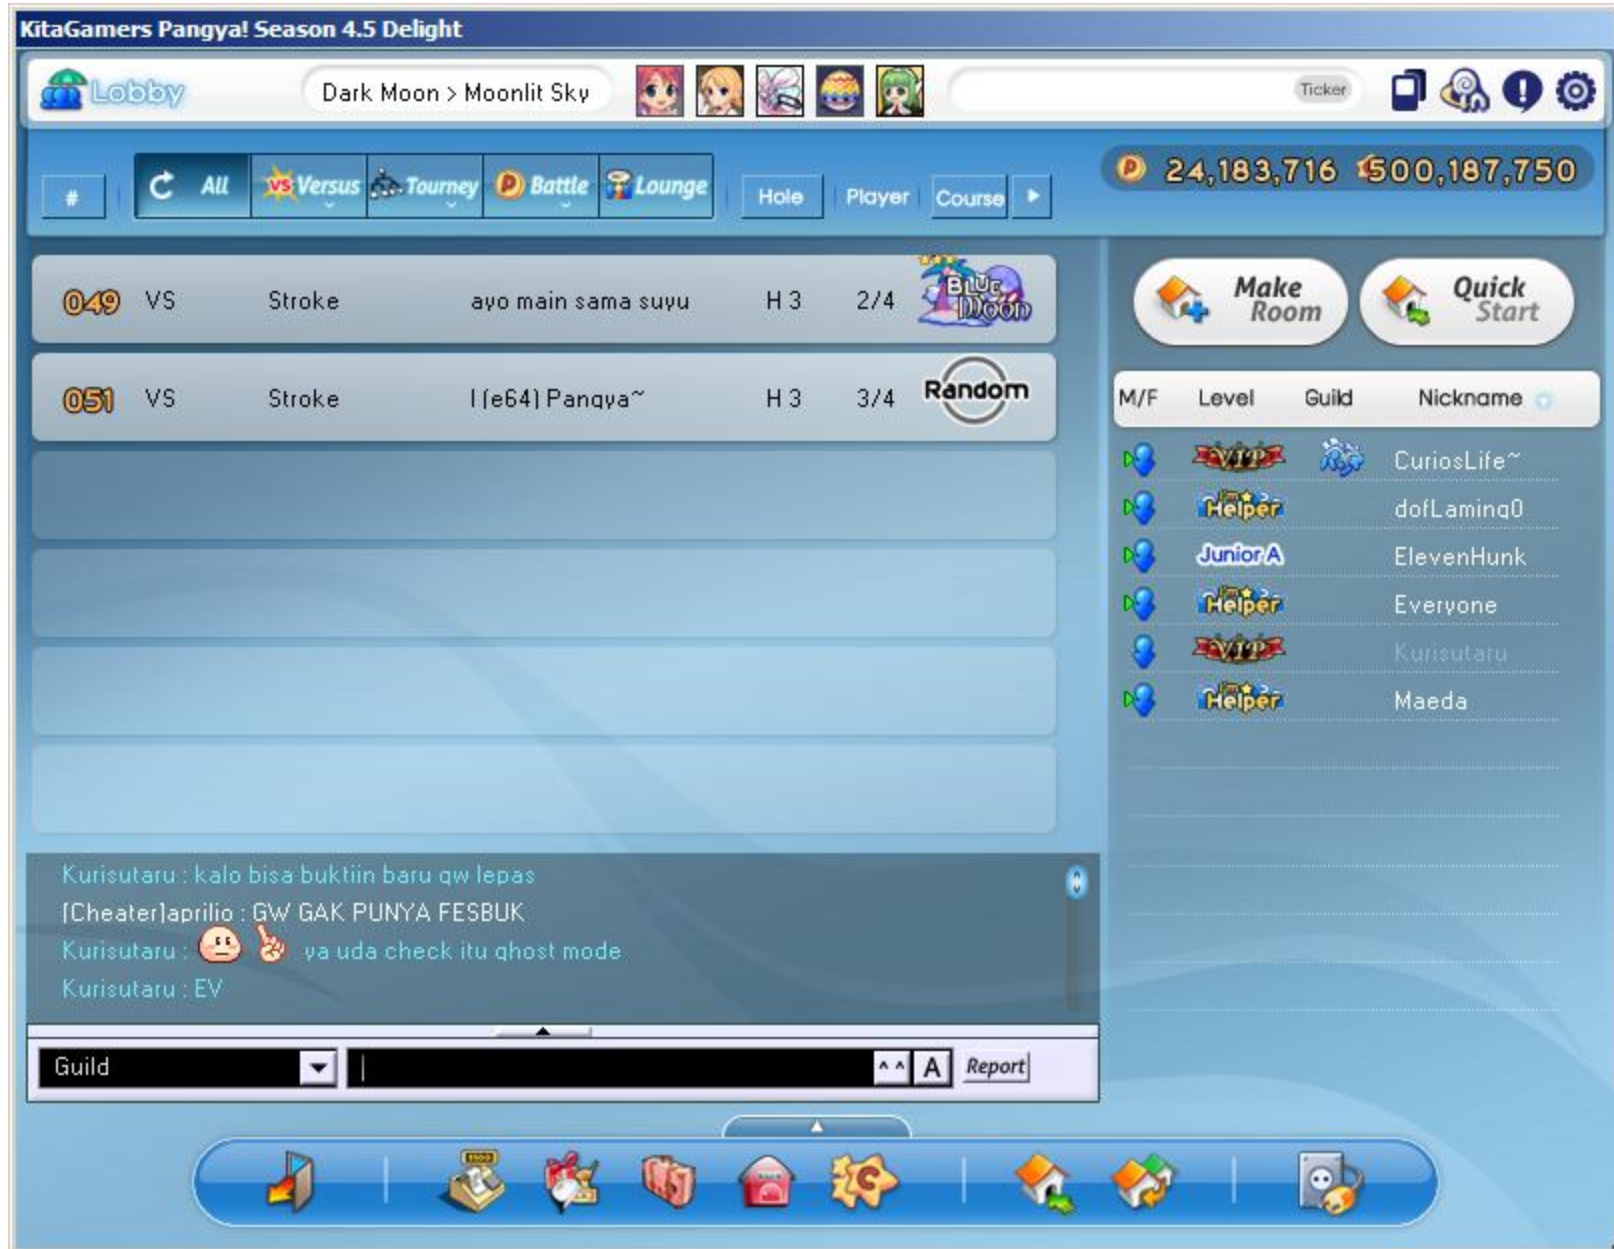 KitaGamers Pangya! Season 4.5 Delight
Lobby
Dark Moon > Moonlit Sky
Ticker
# All VS Versus Tourney P Battle Lounge Hole Player Course
P 24,183,716 500,187,750
049 VS Stroke ayo main sama suyu H 3 2/4 BLUE MOON
051 VS Stroke I (e64) Pangya~ H 3 3/4 Random
Make Room
Quick Start
M/F Level Guild Nickname
VIP CuriosLife~
Helper dofLaming0
Junior A ElevenHunk
Helper Everyone
VIP Kurisutaru
Helper Maeda
Kurisutaru : kalo bisa buktiin baru gw lepas
[Cheater]aprilio : GW GAK PUNYA FESBUK
Kurisutaru : ya uda check itu ghost mode
Kurisutaru : EV
Guild ^ ^ A Report
C